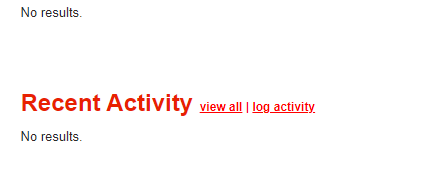 No results.
Recent Activity view all | log activity
No results.